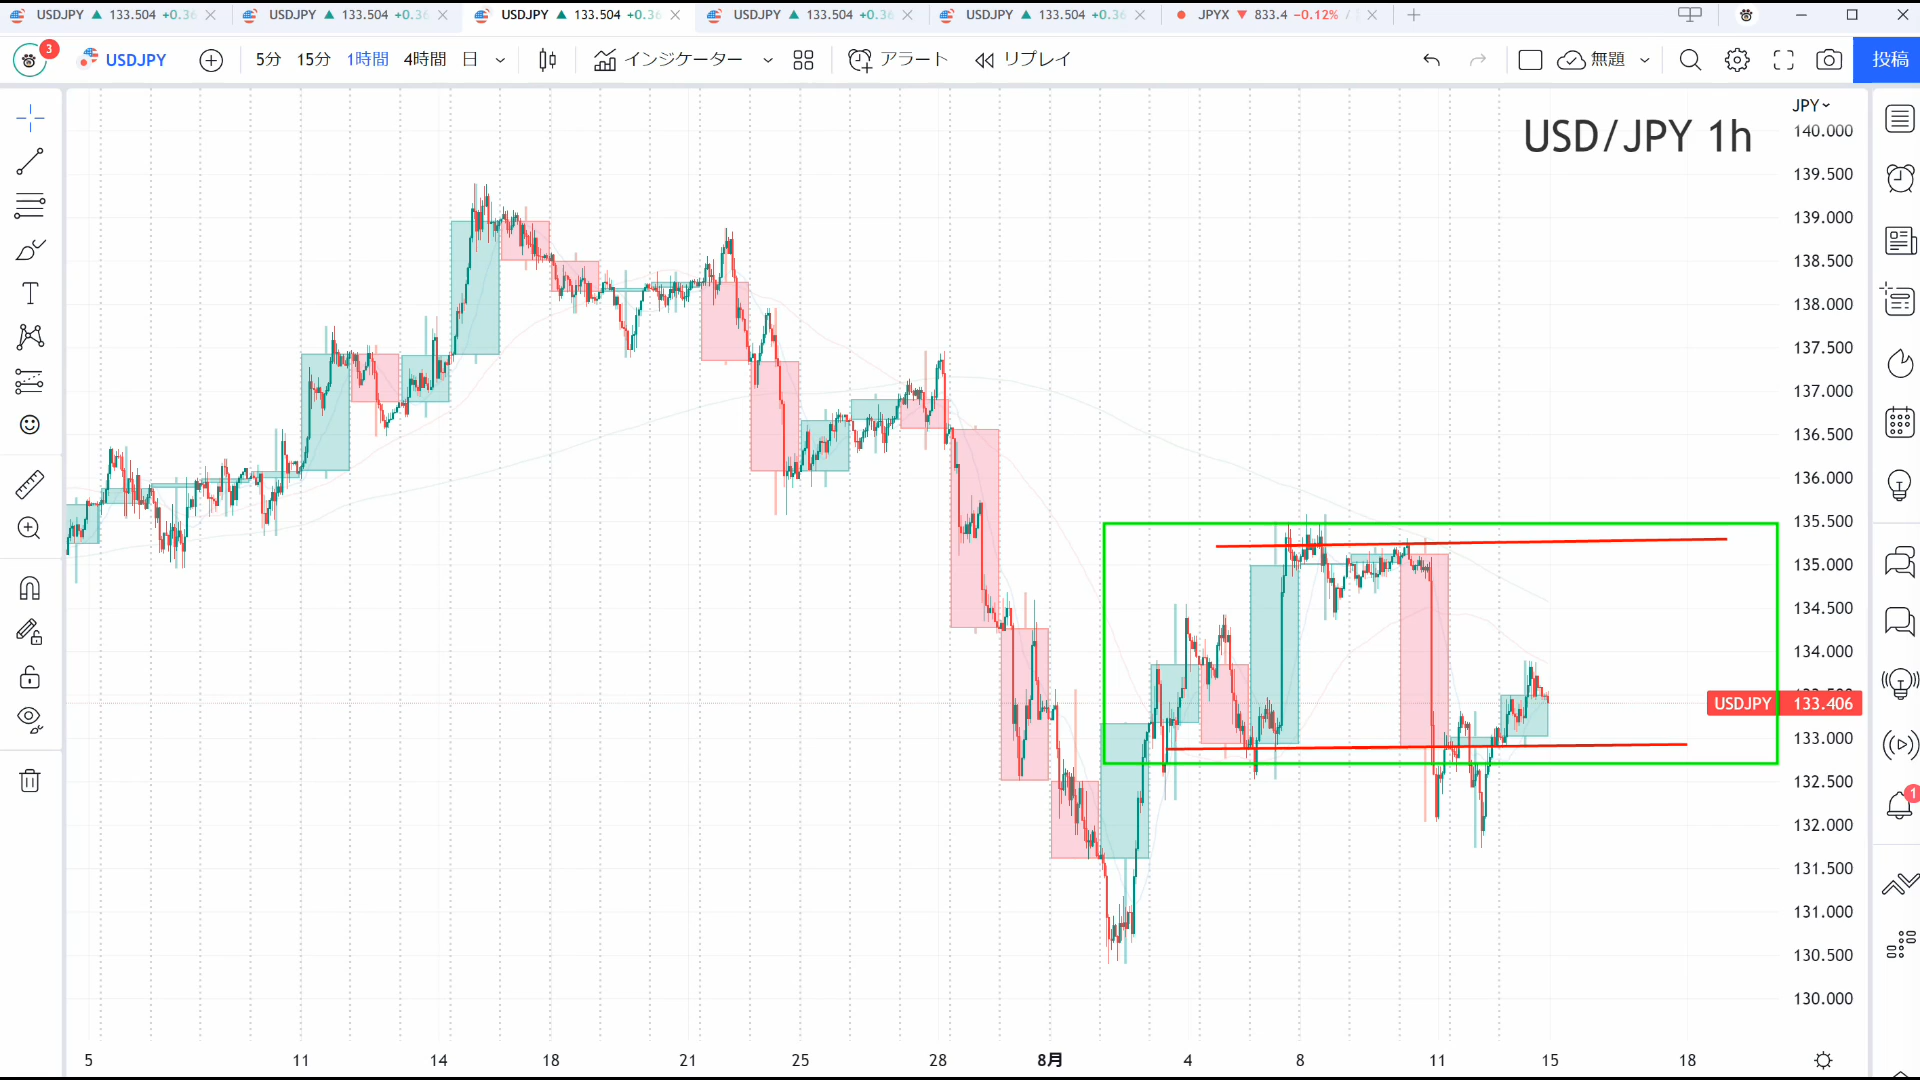 USDJPY ▲ 133.504 +0.36
USDJPY ▲ 133.504 +0.36
USDJPY ▲ 133.504 +0.36
USDJPY ▲ 133.504 +0.36
USDJPY ▲ 133.504 +0.36
JPYX ▼ 833.4 −0.12% /
3
USDJPY
5分 15分 1時間 4時間 日
インジケーター
アラート
リプレイ
無題
投稿
USD/JPY 1h
JPY
140.000
139.500
139.000
138.500
138.000
137.500
137.000
136.500
136.000
135.500
135.000
134.500
134.000
USDJPY 133.406
133.000
132.500
132.000
131.500
131.000
130.500
130.000
1
5 11 14 18 21 25 28 8月 4 8 11 15 18